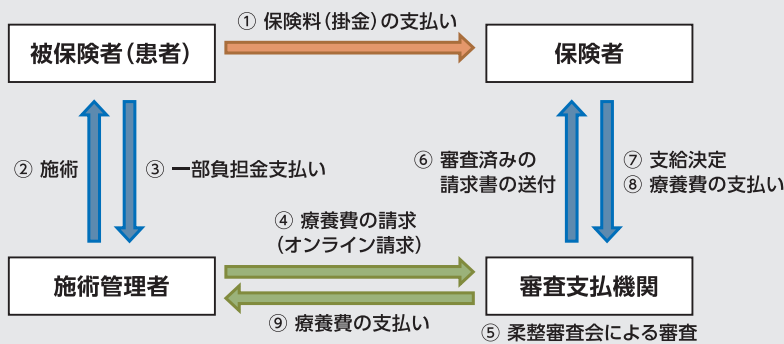 ① 保険料(掛金)の支払い
被保険者(患者)
保険者
② 施術
③ 一部負担金支払い
⑥ 審査済みの
請求書の送付
⑦ 支給決定
⑧ 療養費の支払い
④ 療養費の請求
(オンライン請求)
施術管理者
審査支払機関
⑨ 療養費の支払い
⑤ 柔整審査会による審査